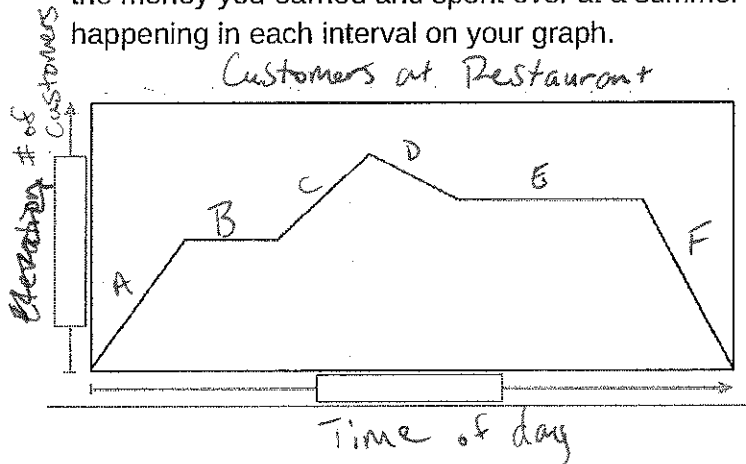 the money you earned and spent over at a summer
happening in each interval on your graph.
Customers at Restaurant
# of
Customers
A
B
C
D
E
F
Time of day